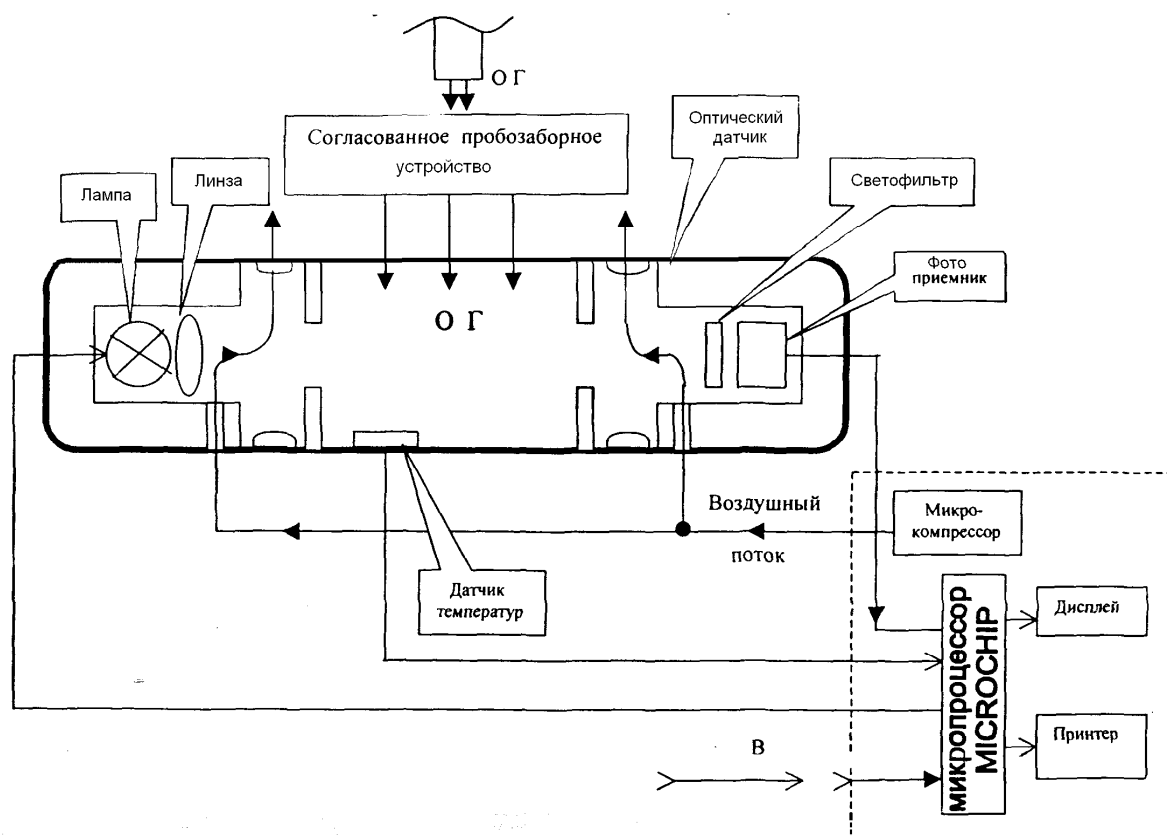 О Г
Согласованное пробозаборное
устройство
Оптический
датчик
Линза
Лампа
Светофильтр
Фото
приемник
О Г
Воздушный
поток
Микро-
компрессор
Датчик
температур
микропроцессор
MICROCHIP
Дисплей
Принтер
В